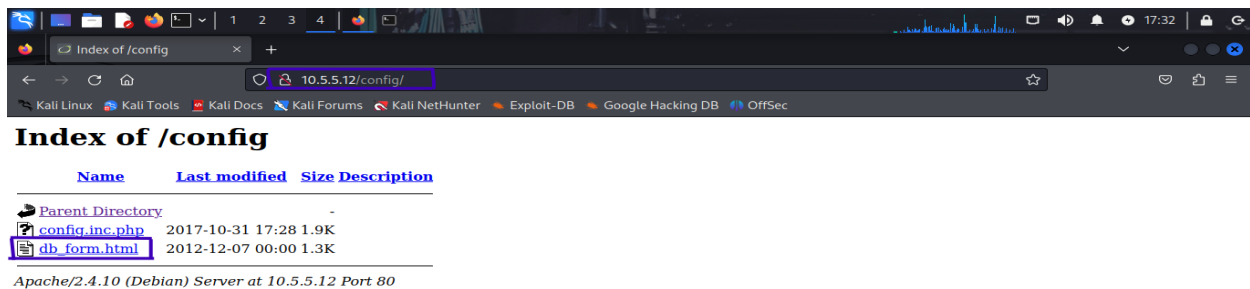 1 2 3 4 17:32
Index of /config
10.5.5.12/config/
Kali Linux Kali Tools Kali Docs Kali Forums Kali NetHunter Exploit-DB Google Hacking DB OffSec
Index of /config
Name Last modified Size Description
Parent Directory -
config.inc.php 2017-10-31 17:28 1.9K
db_form.html 2012-12-07 00:00 1.3K
Apache/2.4.10 (Debian) Server at 10.5.5.12 Port 80